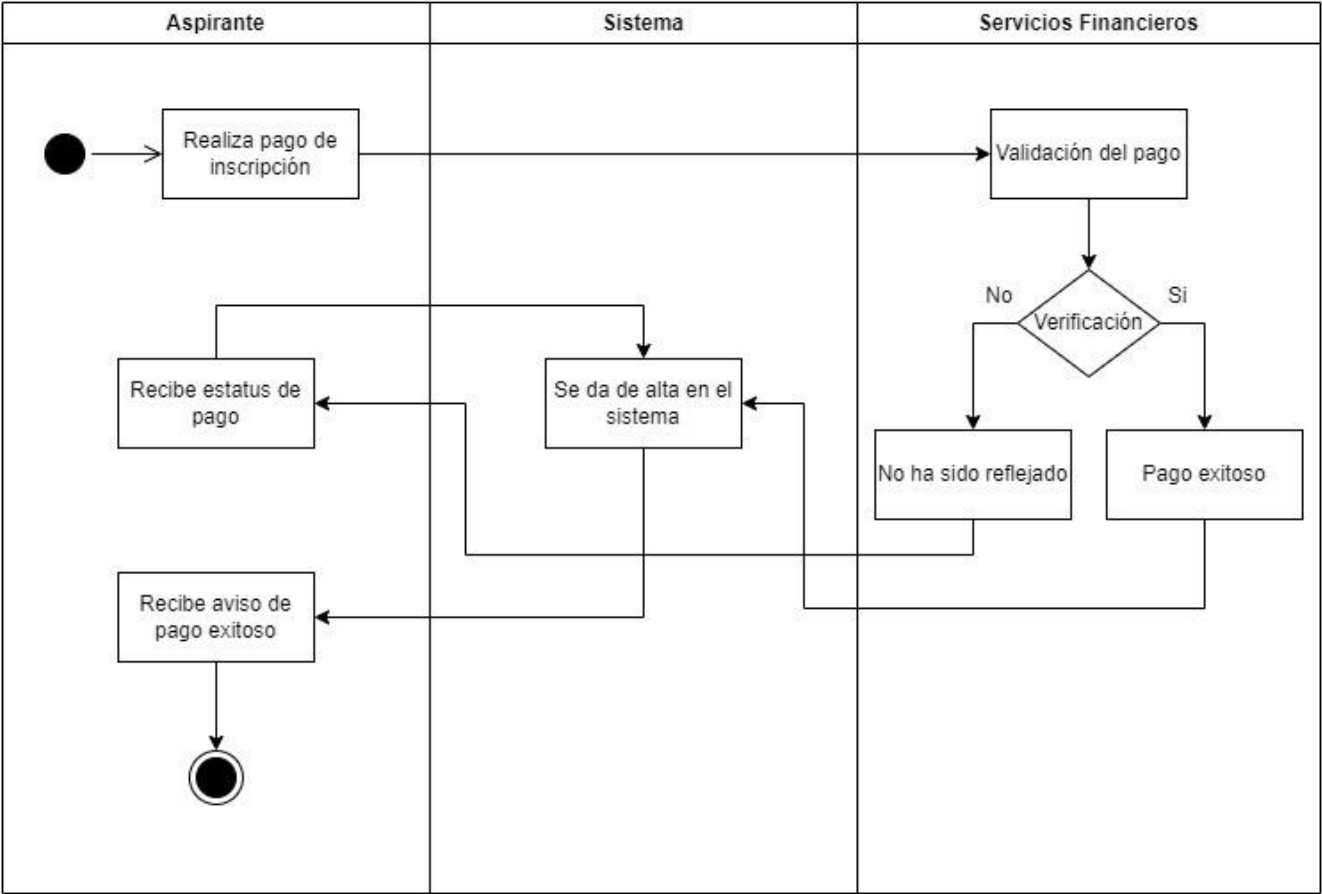 Aspirante
Sistema
Servicios Financieros
Realiza pago de
inscripción
Validación del pago
No
Si
Verificación
Recibe estatus de
pago
Se da de alta en el
sistema
No ha sido reflejado
Pago exitoso
Recibe aviso de
pago exitoso